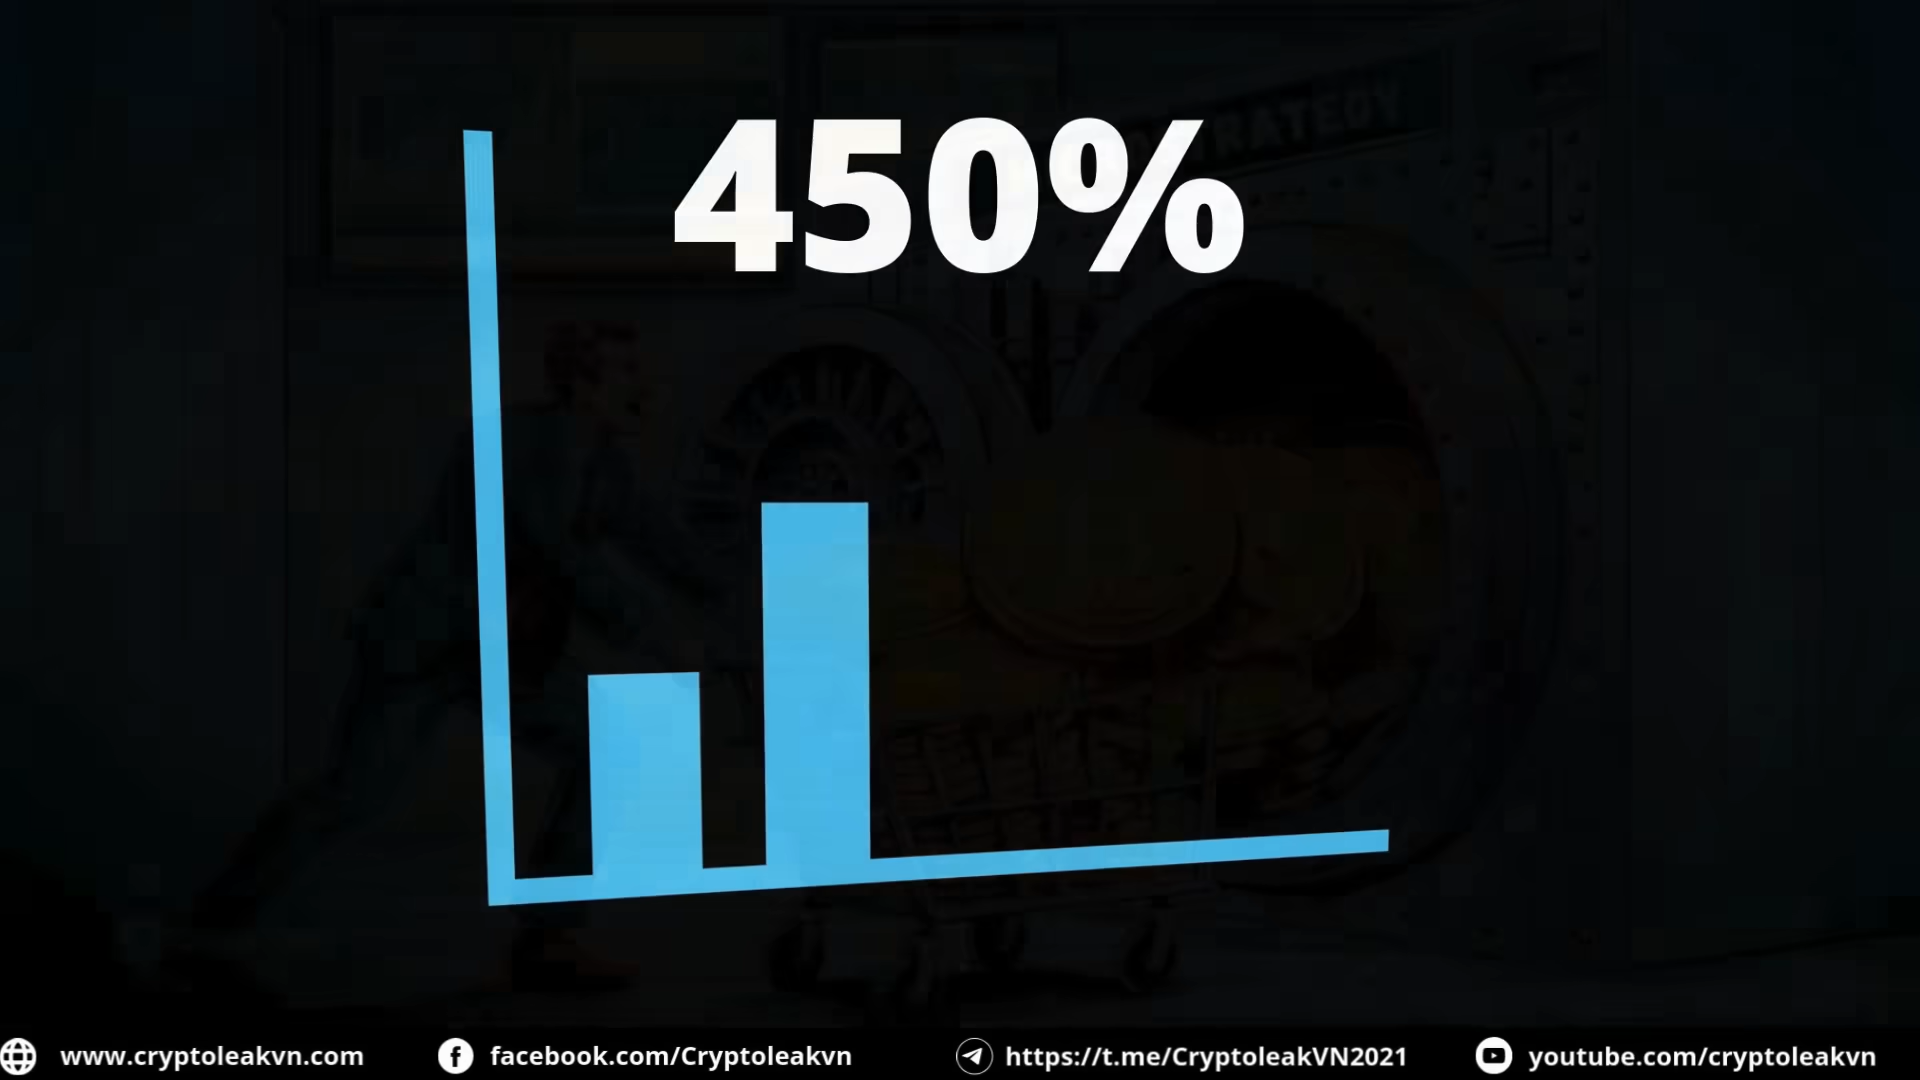 450%
www.cryptoleakvn.com
facebook.com/Cryptoleakvn
https://t.me/CryptoleakVN2021
youtube.com/cryptoleakvn